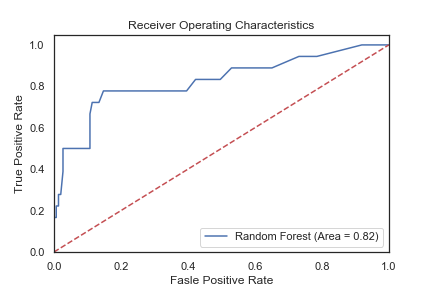 Receiver Operating Characteristics
1.0
0.8
0.6
0.4
0.2
0.0
True Positive Rate
Random Forest (Area = 0.82)
0.0 0.2 0.4 0.6 0.8 1.0
Fasle Positive Rate